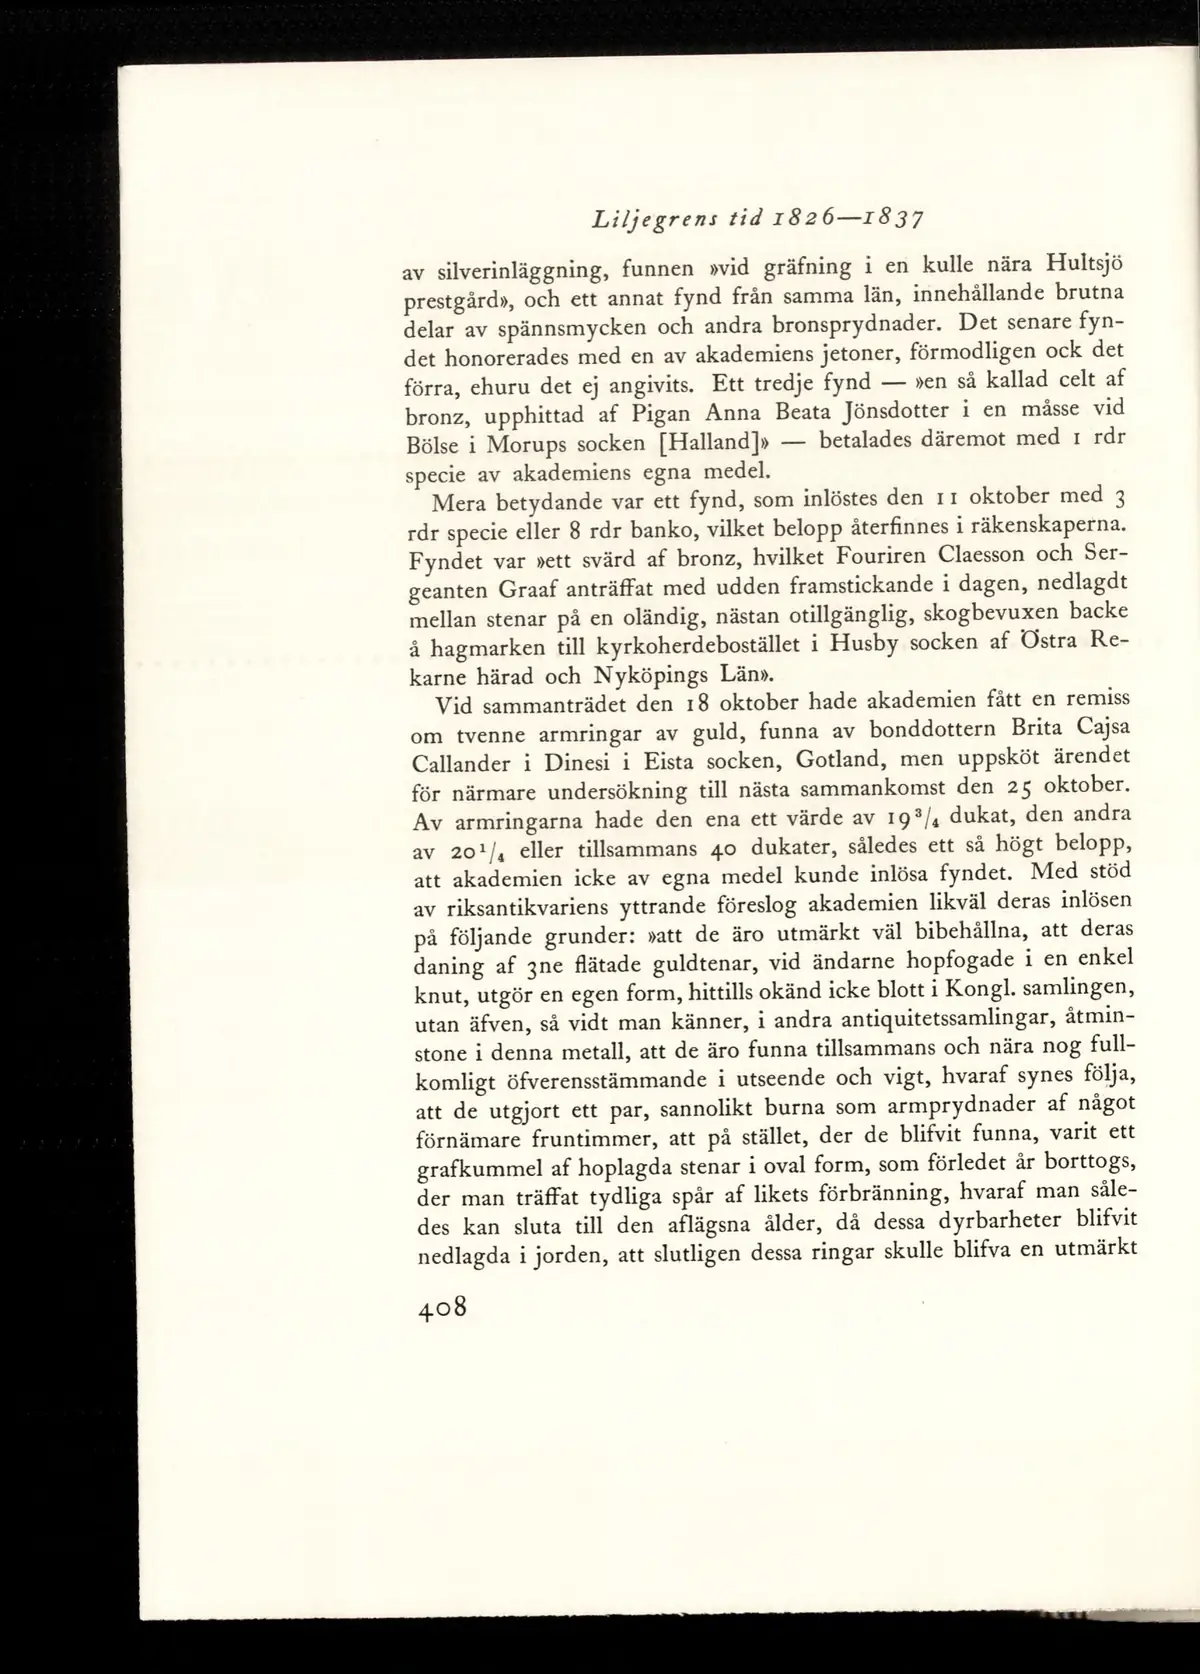 Liljegrens tid 1826—1837
av silverinläggning, funnen »vid gräfning i en kulle nära Hultsjö
prestgård», och ett annat fynd från samma län, innehållande brutna
delar av spännsmycken och andra bronsprydnader. Det senare fyn-
det honorerades med en av akademiens jetoner, förmodligen ock det
förra, ehuru det ej angivits. Ett tredje fynd — »en så kallad celt af
bronz, upphittad af Pigan Anna Beata Jönsdotter i en måsse vid
Bölse i Morups socken [Halland]» — betalades däremot med 1 rdr
specie av akademiens egna medel.
Mera betydande var ett fynd, som inlöstes den 11 oktober med 3
rdr specie eller 8 rdr banko, vilket belopp återfinnes i räkenskaperna.
Fyndet var »ett svärd af bronz, hvilket Fouriren Claesson och Ser-
geanten Graaf anträffat med udden framstickande i dagen, nedlagdt
mellan stenar på en oländig, nästan otillgänglig, skogbevuxen backe
å hagmarken till kyrkoherdebostället i Husby socken af Östra Re-
karne härad och Nyköpings Län».
Vid sammanträdet den 18 oktober hade akademien fått en remiss
om tvenne armringar av guld, funna av bonddottern Brita Cajsa
Callander i Dinesi i Eista socken, Gotland, men uppsköt ärendet
för närmare undersökning till nästa sammankomst den 25 oktober.
Av armringarna hade den ena ett värde av 19³/₄ dukat, den andra
av 20¹/₄ eller tillsammans 40 dukater, således ett så högt belopp,
att akademien icke av egna medel kunde inlösa fyndet. Med stöd
av riksantikvariens yttrande föreslog akademien likväl deras inlösen
på följande grunder: »att de äro utmärkt väl bibehållna, att deras
daning af 3ne flätade guldtenar, vid ändarne hopfogade i en enkel
knut, utgör en egen form, hittills okänd icke blott i Kongl. samlingen,
utan äfven, så vidt man känner, i andra antiquitetssamlingar, åtmin-
stone i denna metall, att de äro funna tillsammans och nära nog full-
komligt öfverensstämmande i utseende och vigt, hvaraf synes följa,
att de utgjort ett par, sannolikt burna som armprydnader af något
förnämare fruntimmer, att på stället, der de blifvit funna, varit ett
grafkummel af hoplagda stenar i oval form, som förledet år borttogs,
der man träffat tydliga spår af likets förbränning, hvaraf man såle-
des kan sluta till den aflägsna ålder, då dessa dyrbarheter blifvit
nedlagda i jorden, att slutligen dessa ringar skulle blifva en utmärkt
408